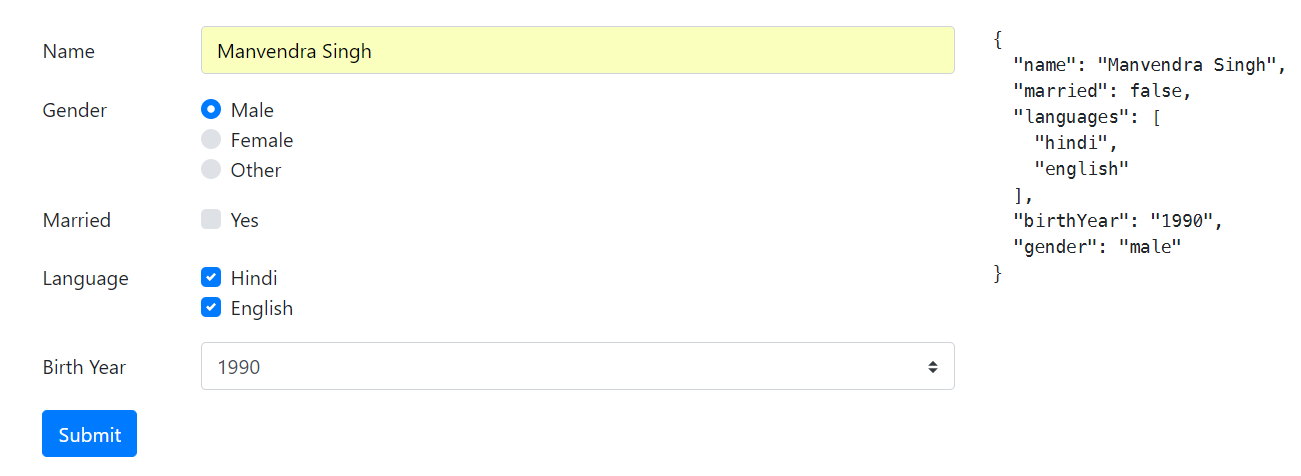 Name
Manvendra Singh
Gender
Male
Female
Other
Married
Yes
Language
Hindi
English
Birth Year
1990
Submit
{
"name": "Manvendra Singh",
"married": false,
"languages": [
"hindi",
"english"
],
"birthYear": "1990",
"gender": "male"
}